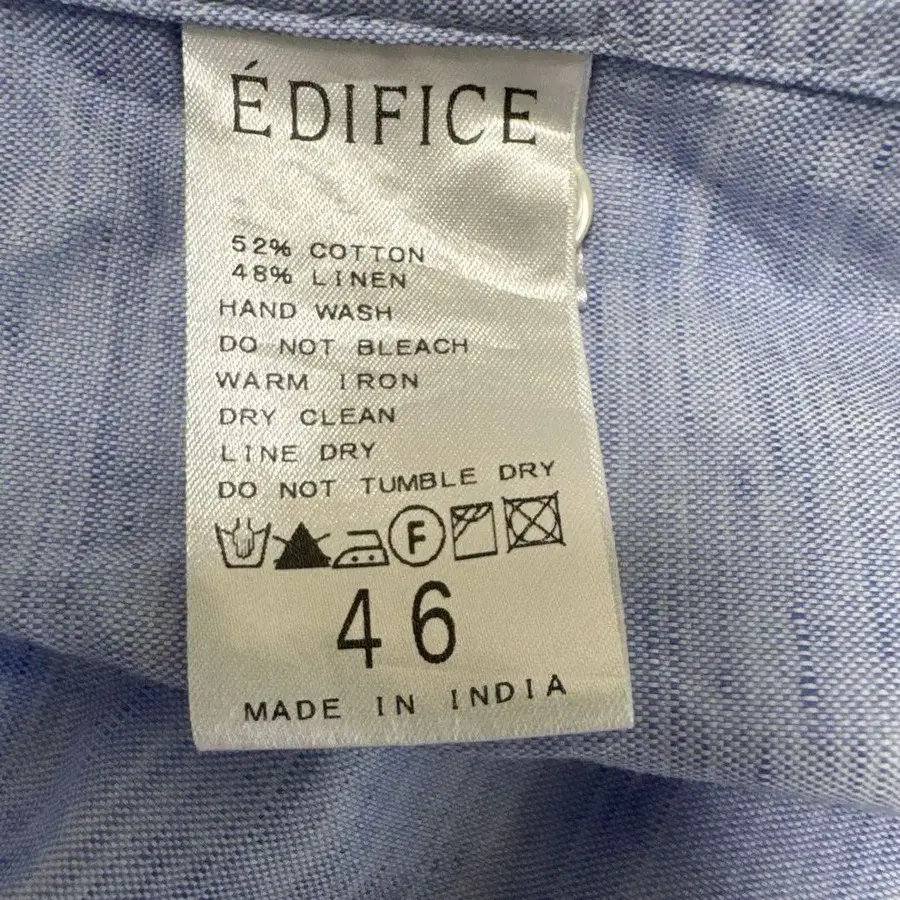 ÉDIFICE
52% COTTON
48% LINEN
HAND WASH
DO NOT BLEACH
WARM IRON
DRY CLEAN
LINE DRY
DO NOT TUMBLE DRY
F
46
MADE IN INDIA